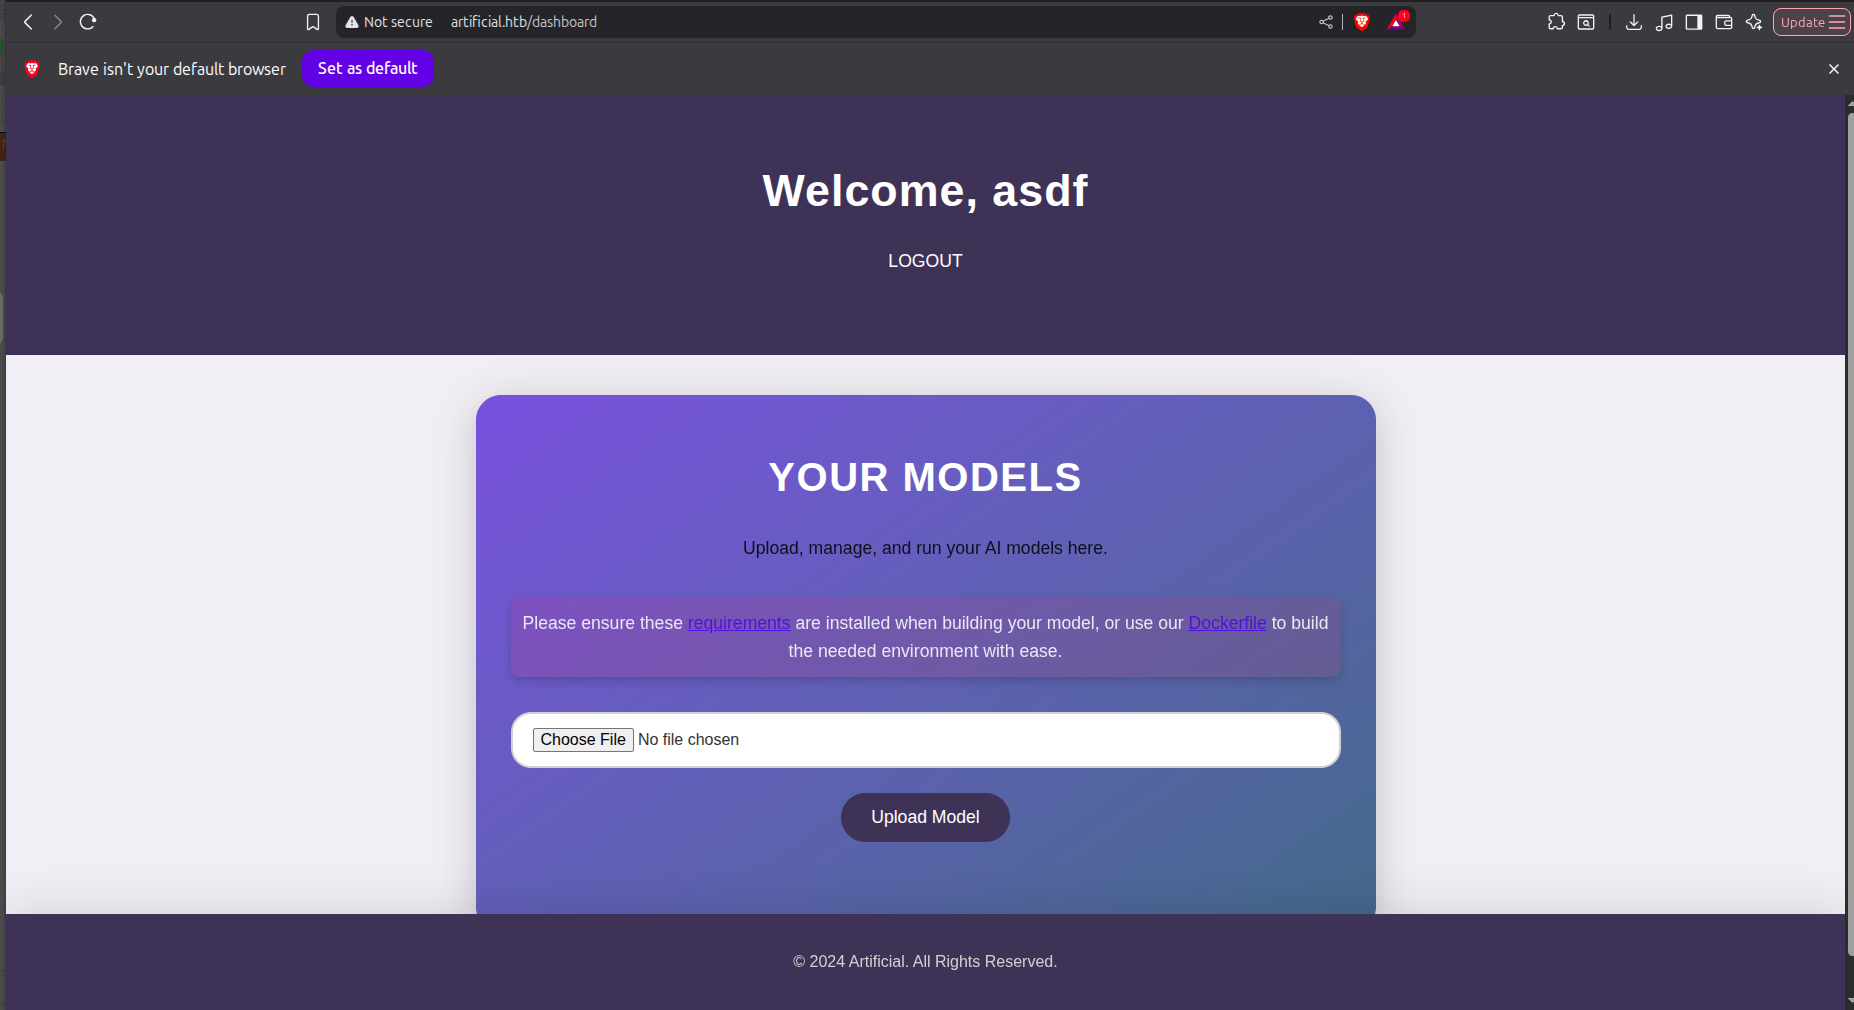 Not secure artificial.htb/dashboard
1
Update
Brave isn't your default browser Set as default
Welcome, asdf
LOGOUT
YOUR MODELS
Upload, manage, and run your AI models here.
Please ensure these requirements are installed when building your model, or use our Dockerfile to build
the needed environment with ease.
Choose File No file chosen
Upload Model
© 2024 Artificial. All Rights Reserved.